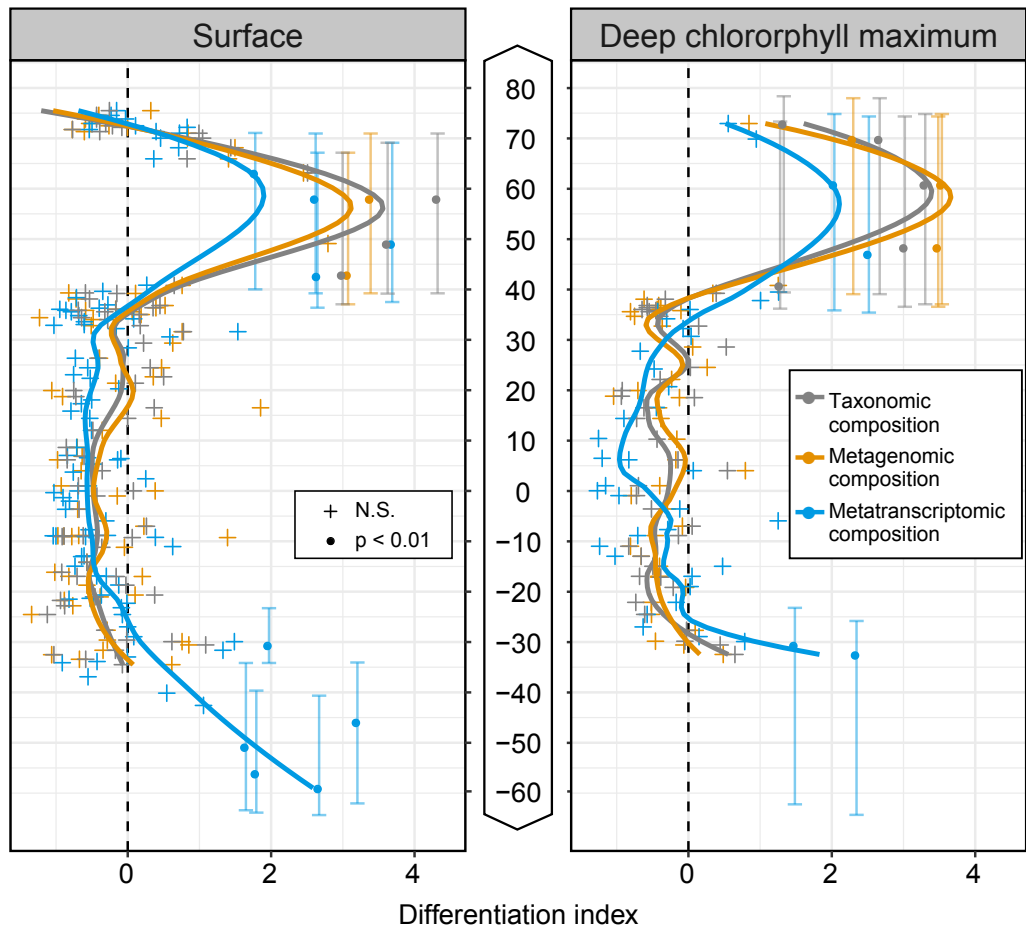 Surface
Deep chlororphyll maximum
80
70
60
50
40
30
20
10
0
−10
−20
−30
−40
−50
−60
N.S.
p < 0.01
Taxonomic
composition
Metagenomic
composition
Metatranscriptomic
composition
0 2 4
0 2 4
Differentiation index